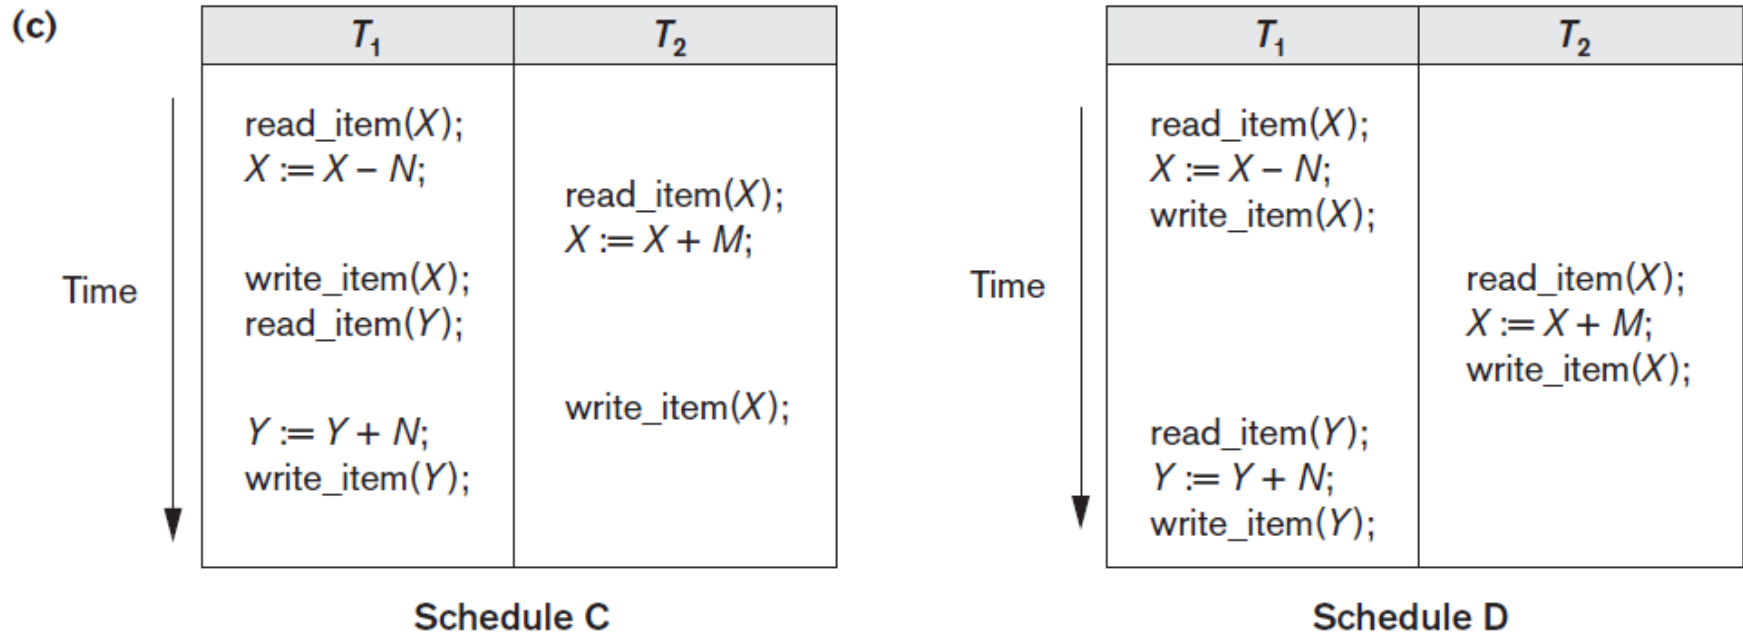 (c)
T1 T2
read_item(X);
X := X – N;
read_item(X);
X := X + M;
Time
write_item(X);
read_item(Y);
write_item(X);
Y := Y + N;
write_item(Y);
Schedule C
T1 T2
read_item(X);
X := X – N;
write_item(X);
Time
read_item(X);
X := X + M;
write_item(X);
read_item(Y);
Y := Y + N;
write_item(Y);
Schedule D